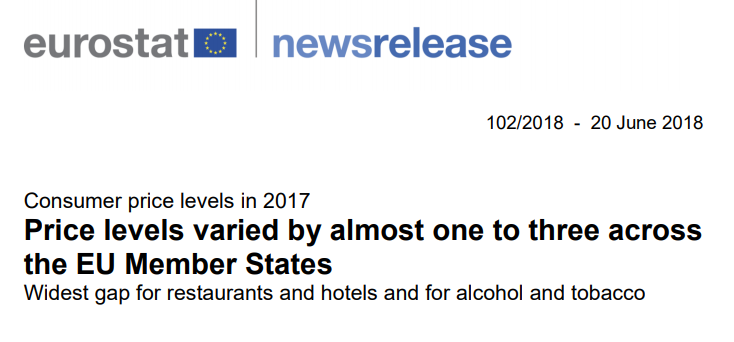 eurostat newsrelease
102/2018 - 20 June 2018
Consumer price levels in 2017
Price levels varied by almost one to three across
the EU Member States
Widest gap for restaurants and hotels and for alcohol and tobacco